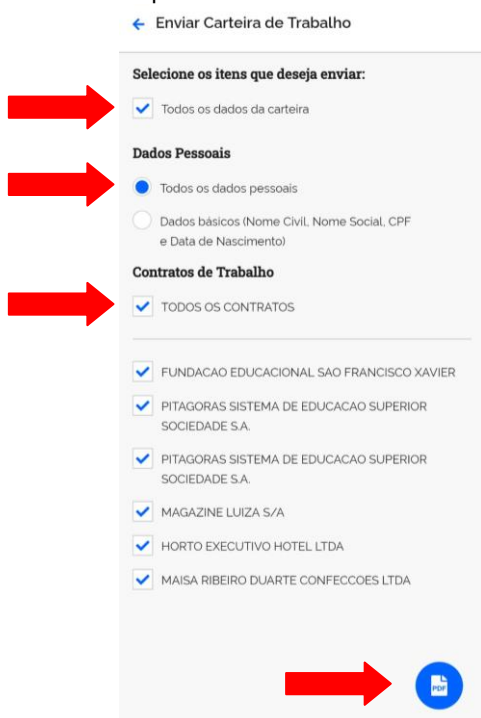 Enviar Carteira de Trabalho
Selecione os itens que deseja enviar:
Todos os dados da carteira
Dados Pessoais
Todos os dados pessoais
Dados básicos (Nome Civil, Nome Social, CPF
e Data de Nascimento)
Contratos de Trabalho
TODOS OS CONTRATOS
FUNDACAO EDUCACIONAL SAO FRANCISCO XAVIER
PITAGORAS SISTEMA DE EDUCACAO SUPERIOR
SOCIEDADE S.A.
PITAGORAS SISTEMA DE EDUCACAO SUPERIOR
SOCIEDADE S.A.
MAGAZINE LUIZA S/A
HORTO EXECUTIVO HOTEL LTDA
MAISA RIBEIRO DUARTE CONFECCOES LTDA
PDF